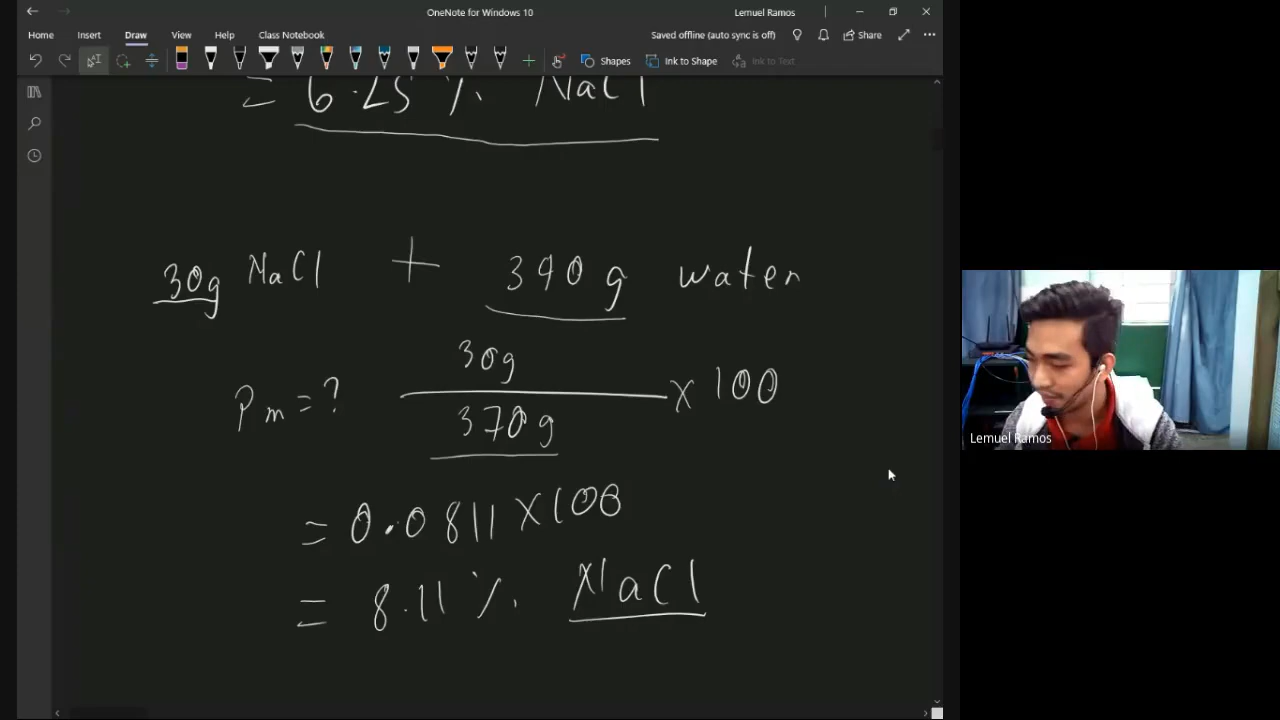 OneNote for Windows 10
Lemuel Ramos
Home Insert Draw View Help Class Notebook
Saved offline (auto sync is off)
Share
Shapes
Ink to Shape
Ink to Text
= 6.25 % NaCl
30g NaCl + 340g water
Pm = ? 30g
370g
x 100
= 0.0811 x 100
= 8.11 % NaCl
Lemuel Ramos